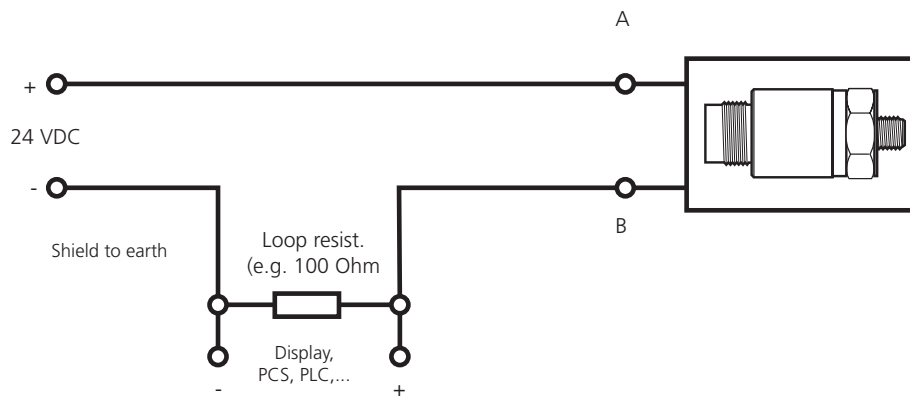 A
+
24 VDC
-
B
Shield to earth
Loop resist.
(e.g. 100 Ohm
Display,
PCS, PLC,...
-
+